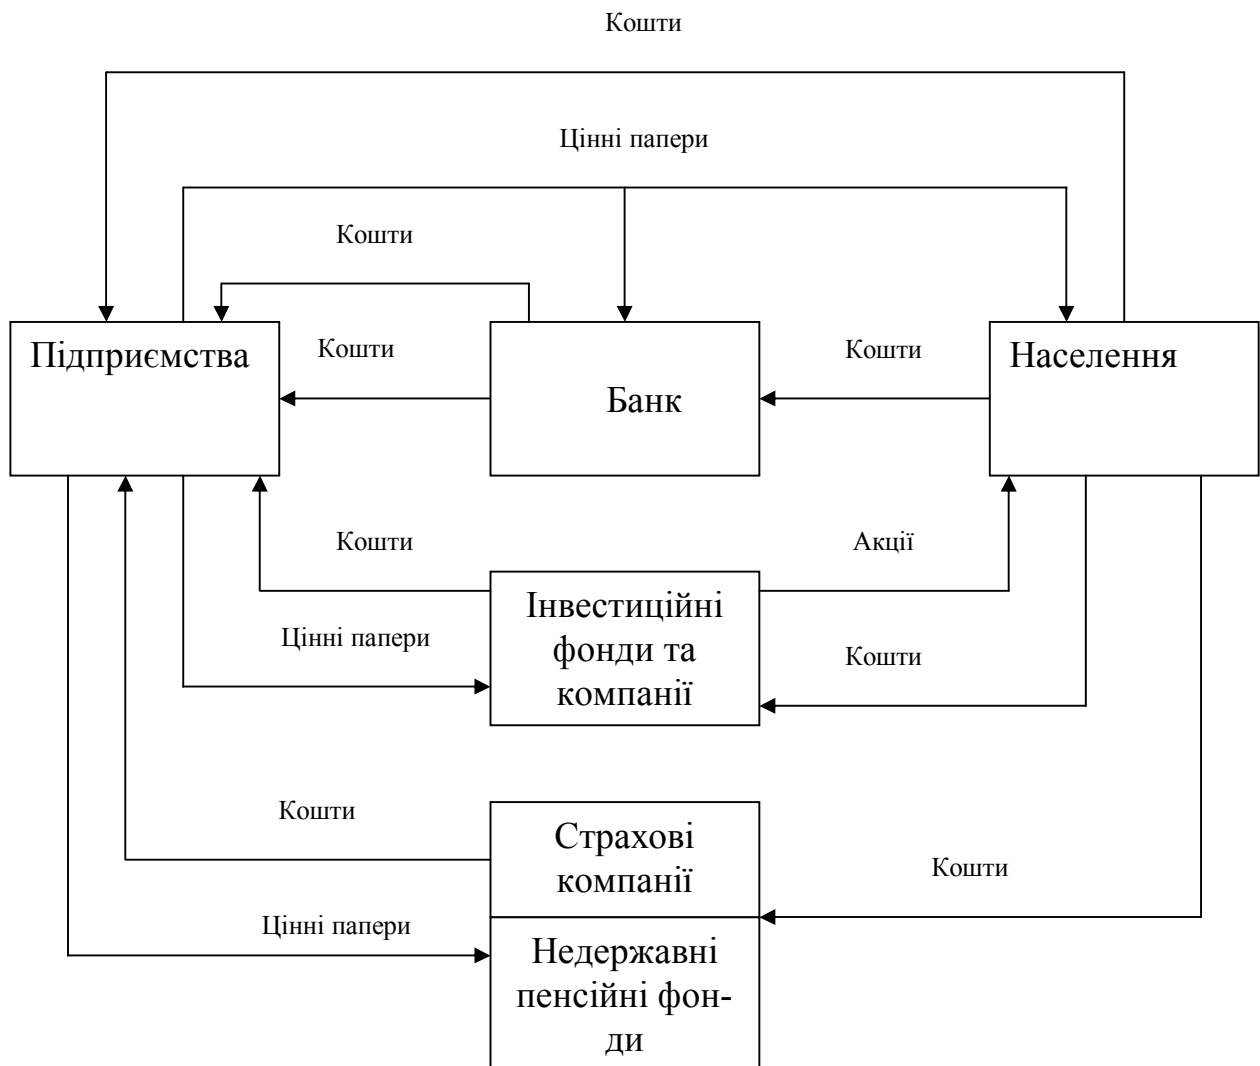 Кошти
Цінні папери
Кошти
Підприємства
Кошти
Банк
Кошти
Населення
Кошти
Акції
Інвестиційні
фонди та
компанії
Цінні папери
Кошти
Кошти
Страхові
компанії
Кошти
Цінні папери
Недержавні
пенсійні фон-
ди